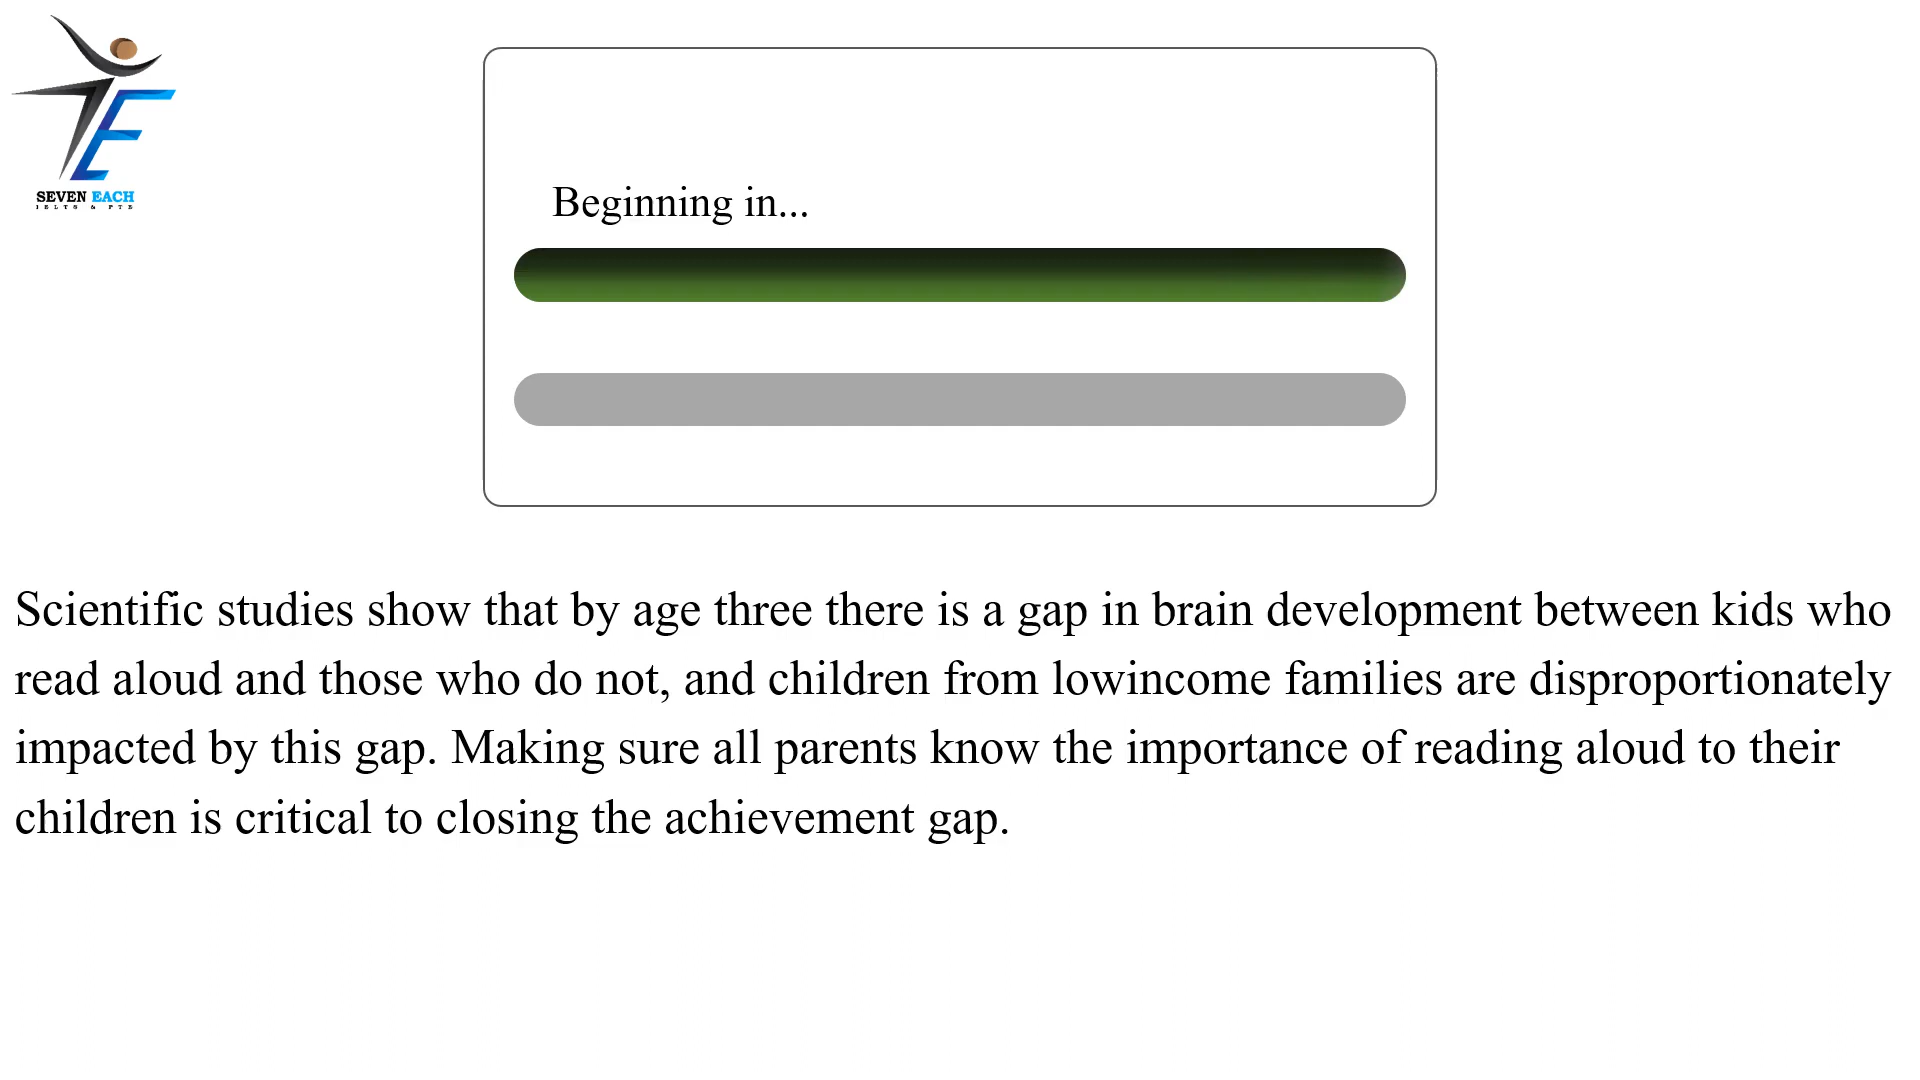 SEVEN EACH
IELTS & PTE
Beginning in...
Scientific studies show that by age three there is a gap in brain development between kids who
read aloud and those who do not, and children from lowincome families are disproportionately
impacted by this gap. Making sure all parents know the importance of reading aloud to their
children is critical to closing the achievement gap.